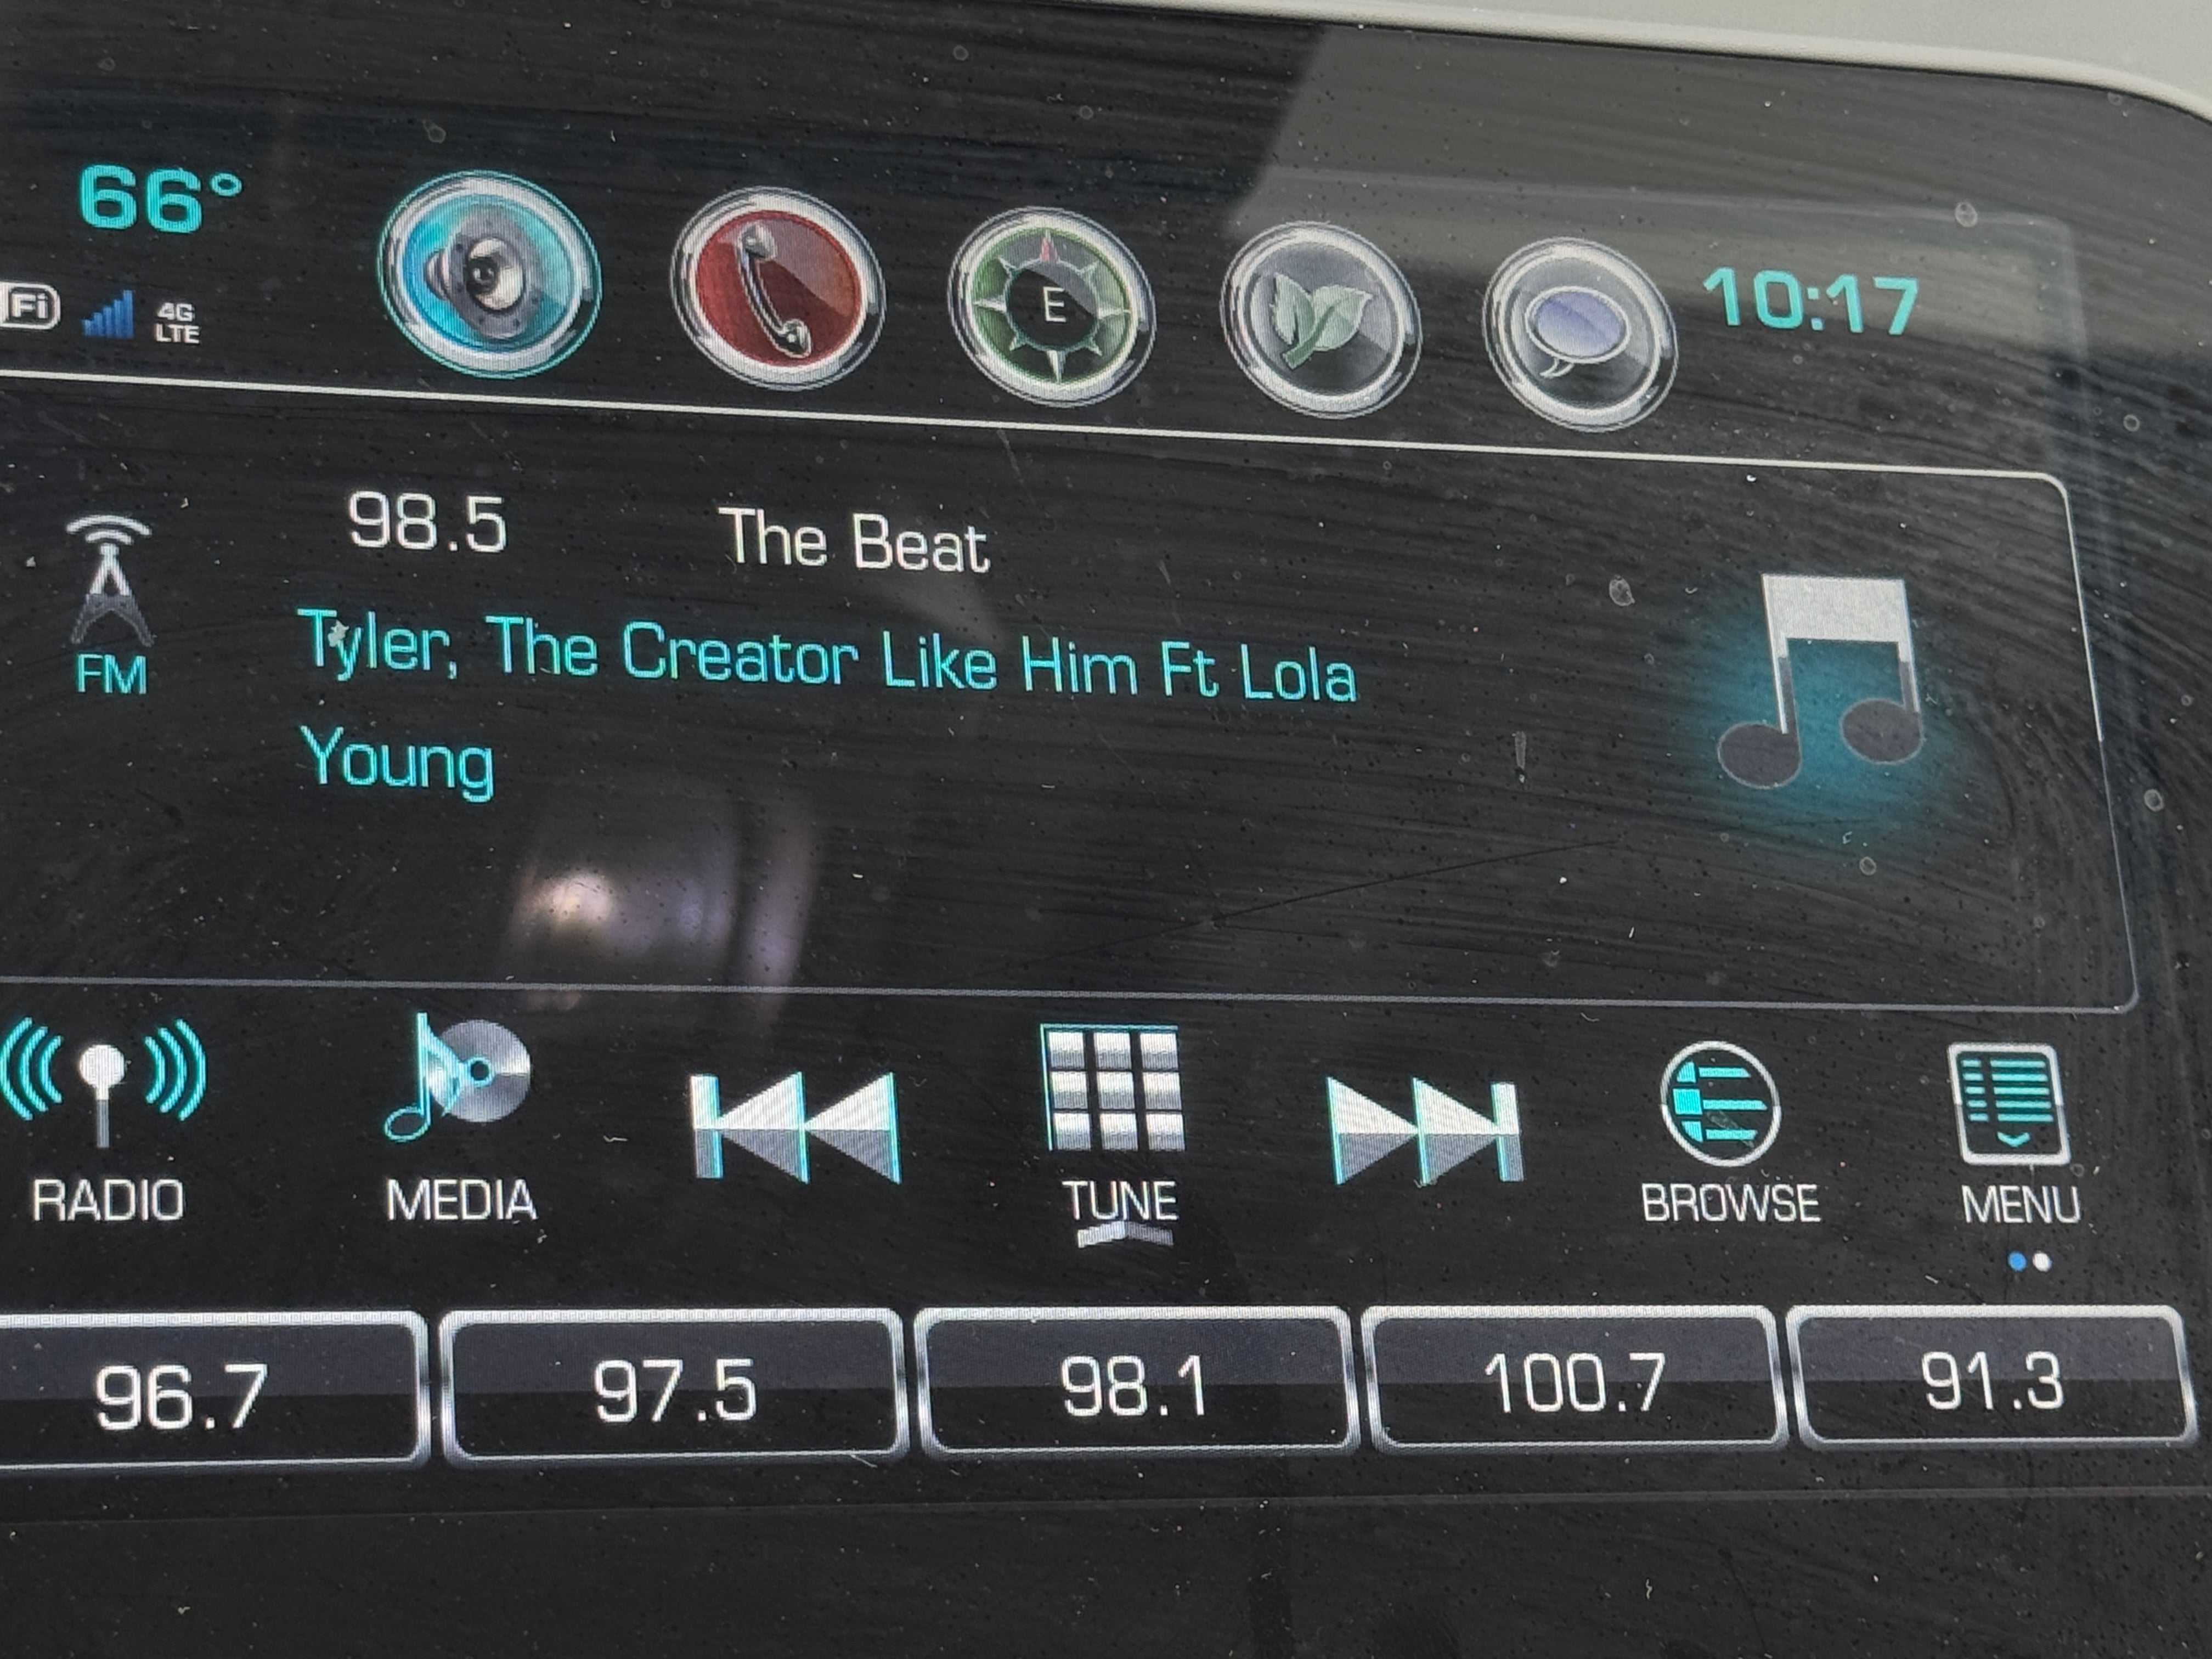 66°
10:17
Fi
4G
LTE
E
98.5 The Beat
FM
Tyler, The Creator Like Him Ft Lola
Young
RADIO MEDIA TUNE BROWSE MENU
96.7 97.5 98.1 100.7 91.3